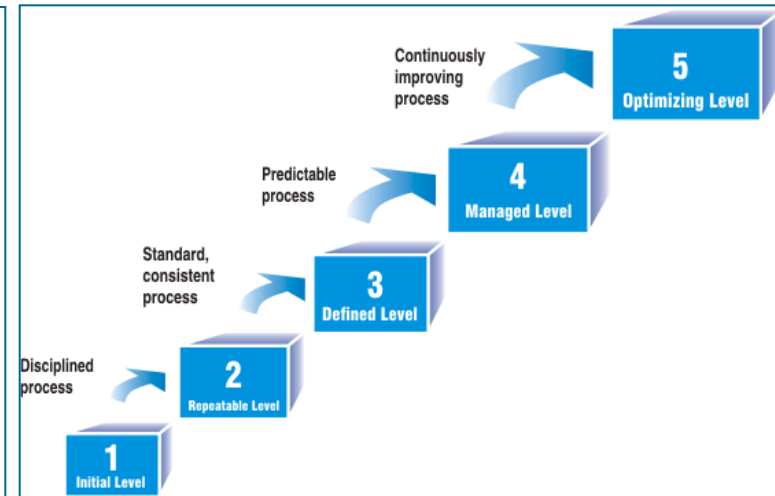 Continuously
improving
process
5
Optimizing Level
Predictable
process
4
Managed Level
Standard,
consistent
process
3
Defined Level
Disciplined
process
2
Repeatable Level
1
Initial Level